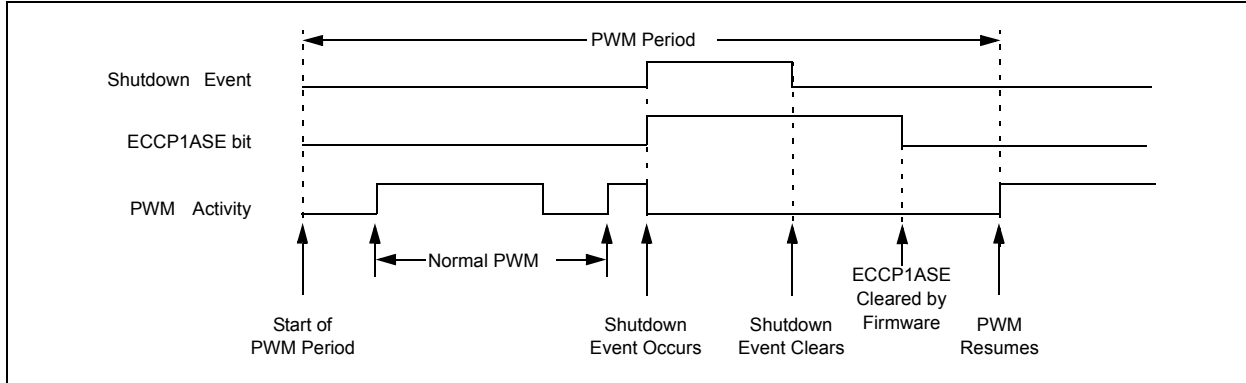 PWM Period
Shutdown Event
ECCP1ASE bit
PWM Activity
Normal PWM
Start of
PWM Period
Shutdown
Event Occurs
Shutdown
Event Clears
ECCP1ASE
Cleared by
Firmware
PWM
Resumes